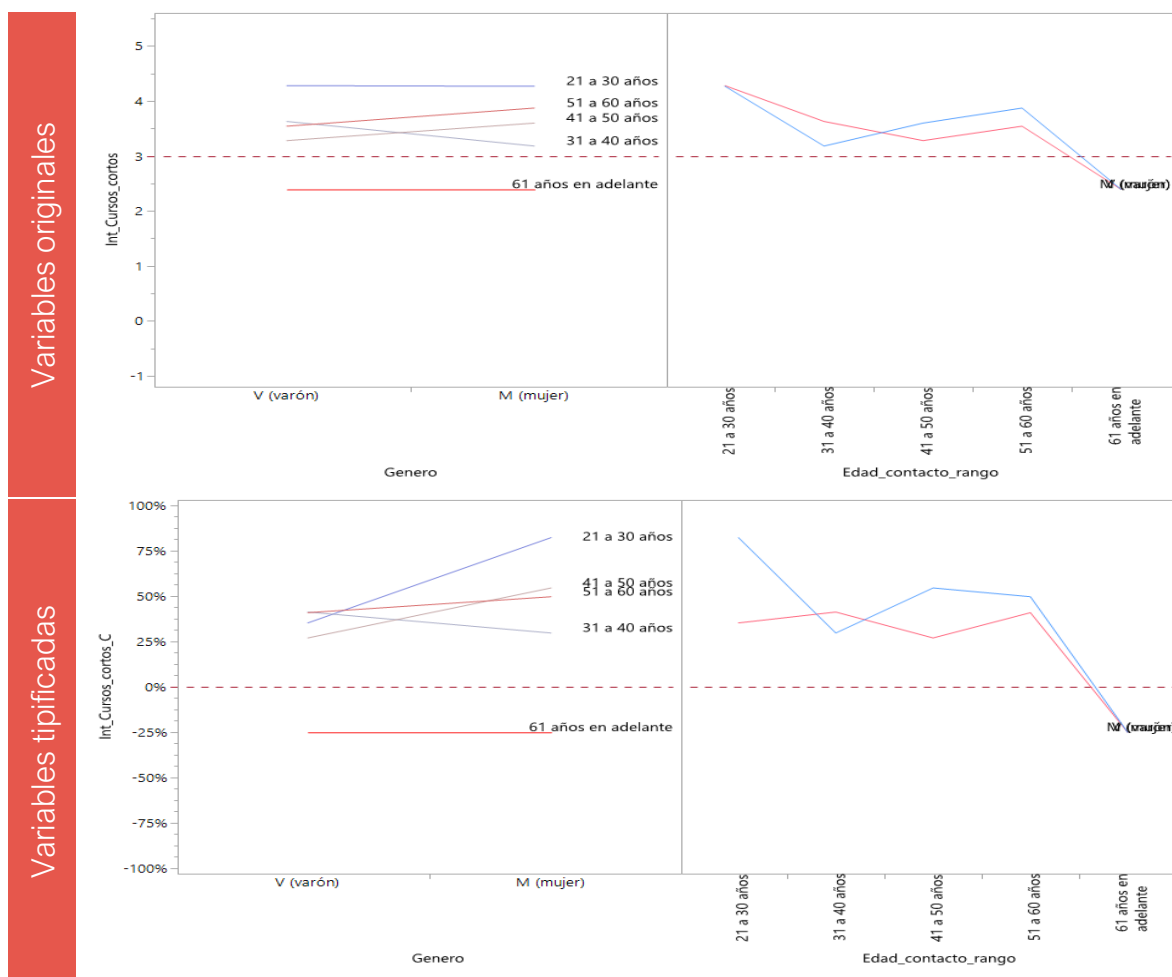 Variables originales
Int_Cursos_cortos
5
4
3
2
1
0
-1
21 a 30 años
51 a 60 años
41 a 50 años
31 a 40 años
61 años en adelante
M (mujer)
V (varón)
V (varón)
M (mujer)
Genero
21 a 30 años
31 a 40 años
41 a 50 años
51 a 60 años
61 años en
adelante
Edad_contacto_rango
Variables tipificadas
Int_Cursos_cortos_C
100%
75%
50%
25%
0%
-25%
-50%
-75%
-100%
21 a 30 años
41 a 50 años
51 a 60 años
31 a 40 años
61 años en adelante
M (mujer)
V (varón)
V (varón)
M (mujer)
Genero
21 a 30 años
31 a 40 años
41 a 50 años
51 a 60 años
61 años en
adelante
Edad_contacto_rango